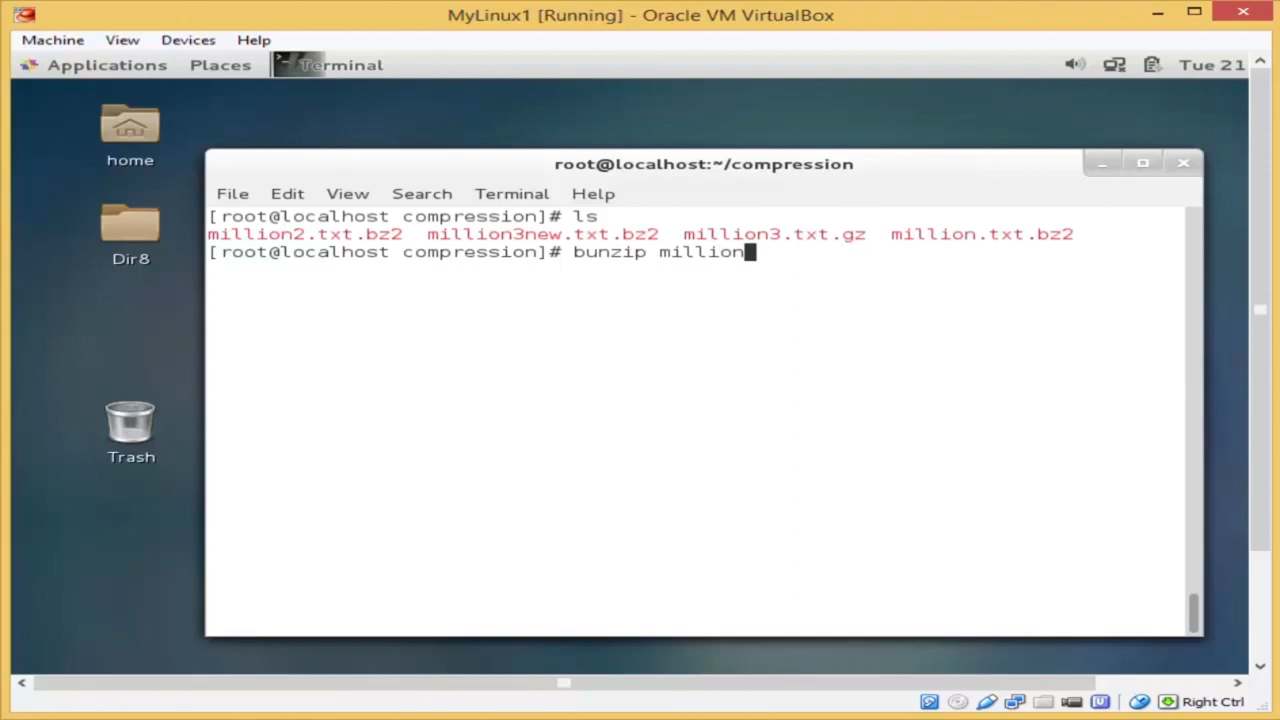 MyLinux1 [Running] - Oracle VM VirtualBox
Machine View Devices Help
Applications Places Terminal Tue 21
home
root@localhost:~/compression
File Edit View Search Terminal Help
[root@localhost compression]# ls
million2.txt.bz2 million3new.txt.bz2 million3.txt.gz million.txt.bz2
[root@localhost compression]# bunzip million
Dir8
Trash
Right Ctrl